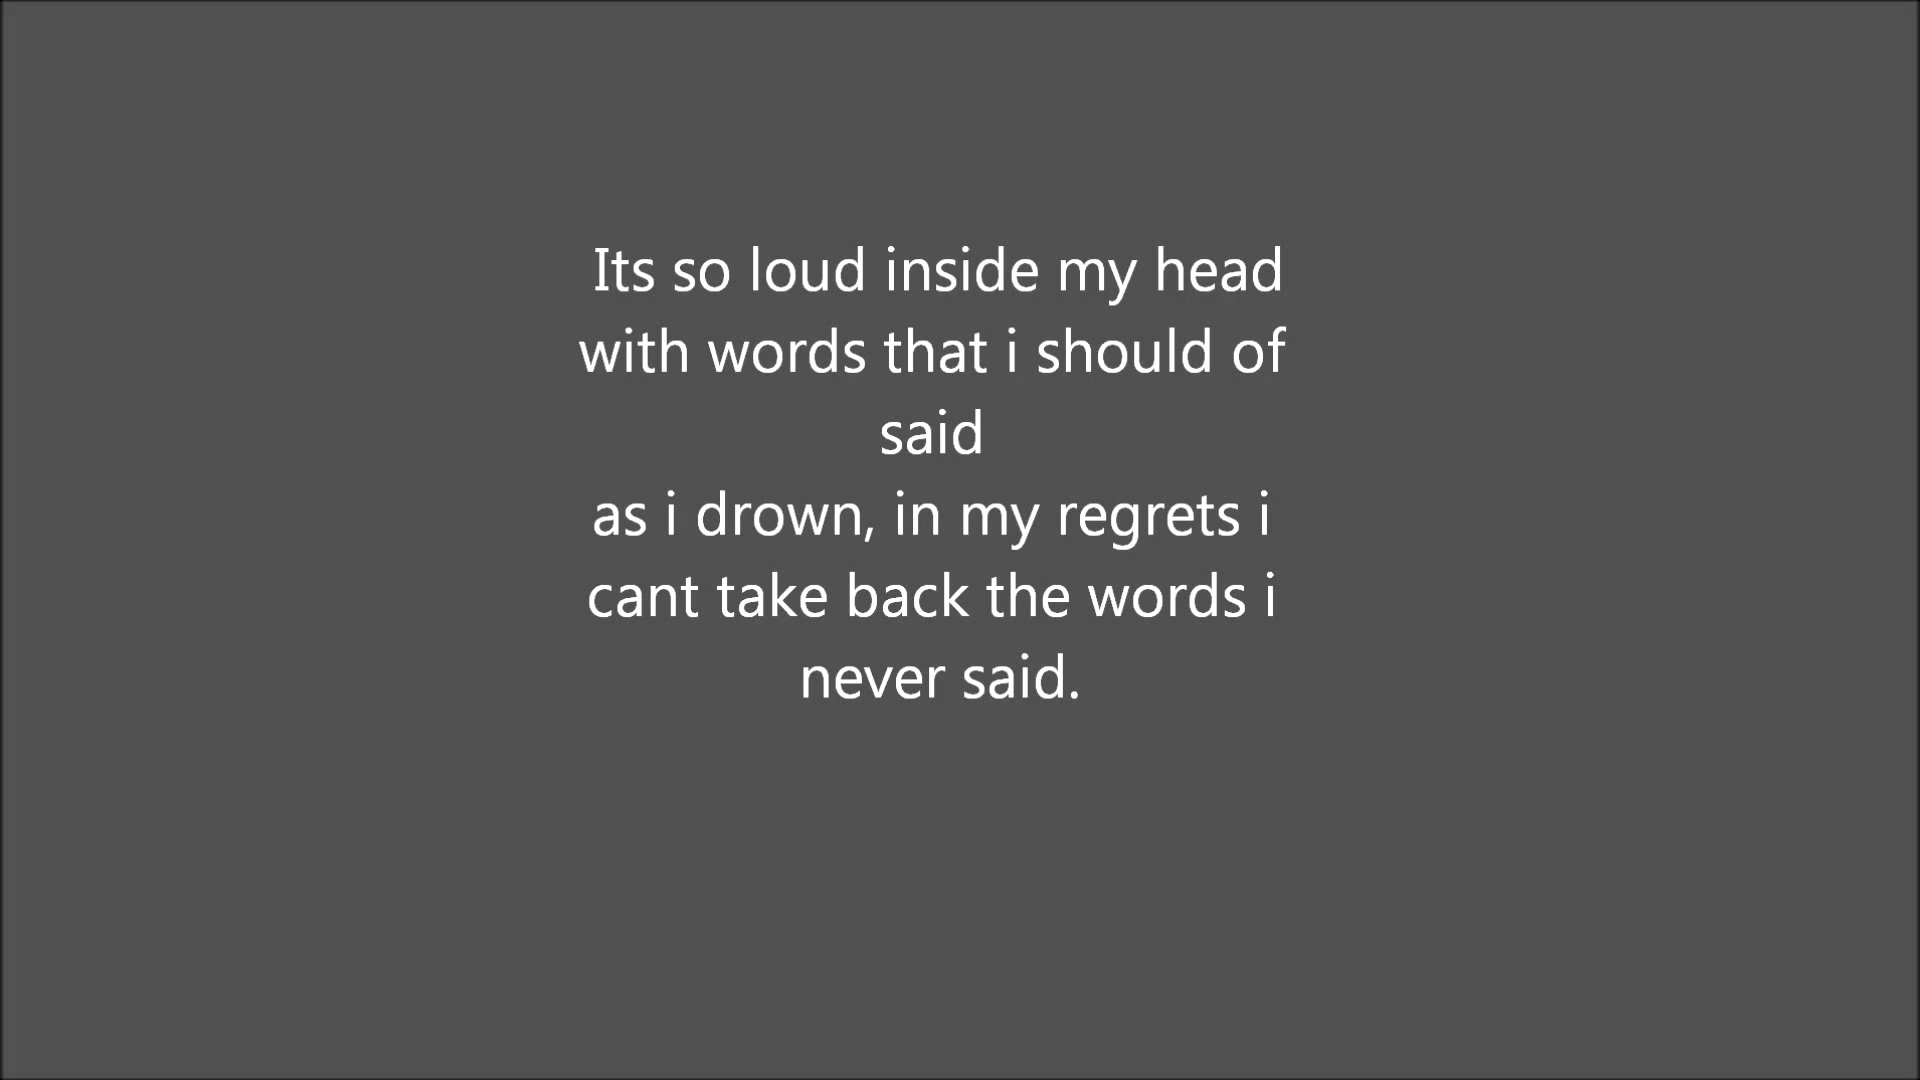 Its so loud inside my head
with words that i should of
said
as i drown, in my regrets i
cant take back the words i
never said.